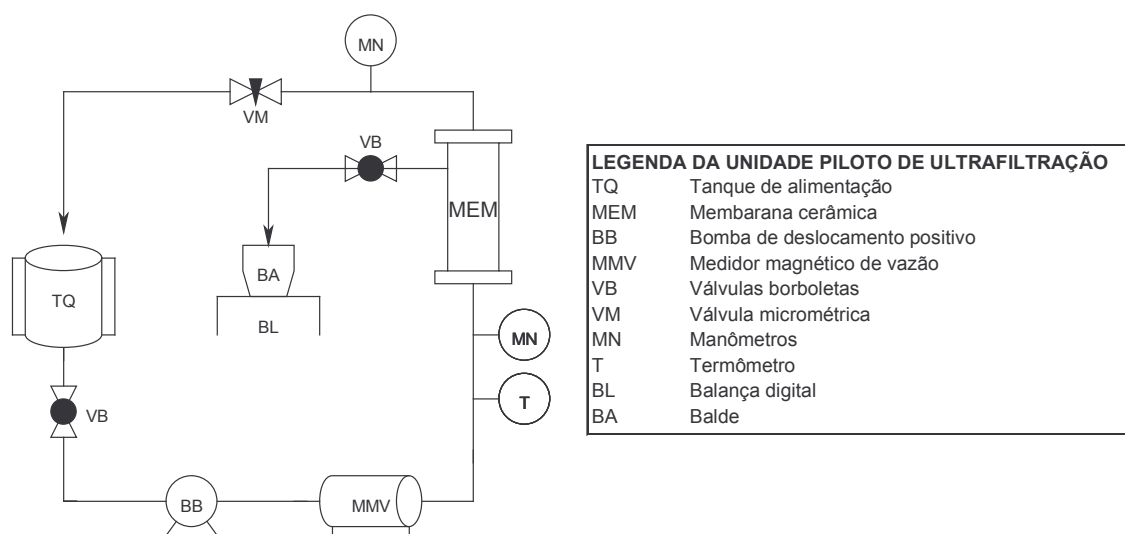 MN
VM
VB
MEM
BA
TQ
BL
MN
T
VB
BB
MMV
LEGENDA DA UNIDADE PILOTO DE ULTRAFILTRAÇÃO
TQ Tanque de alimentação
MEM Membarana cerâmica
BB Bomba de deslocamento positivo
MMV Medidor magnético de vazão
VB Válvulas borboletas
VM Válvula micrométrica
MN Manômetros
T Termômetro
BL Balança digital
BA Balde